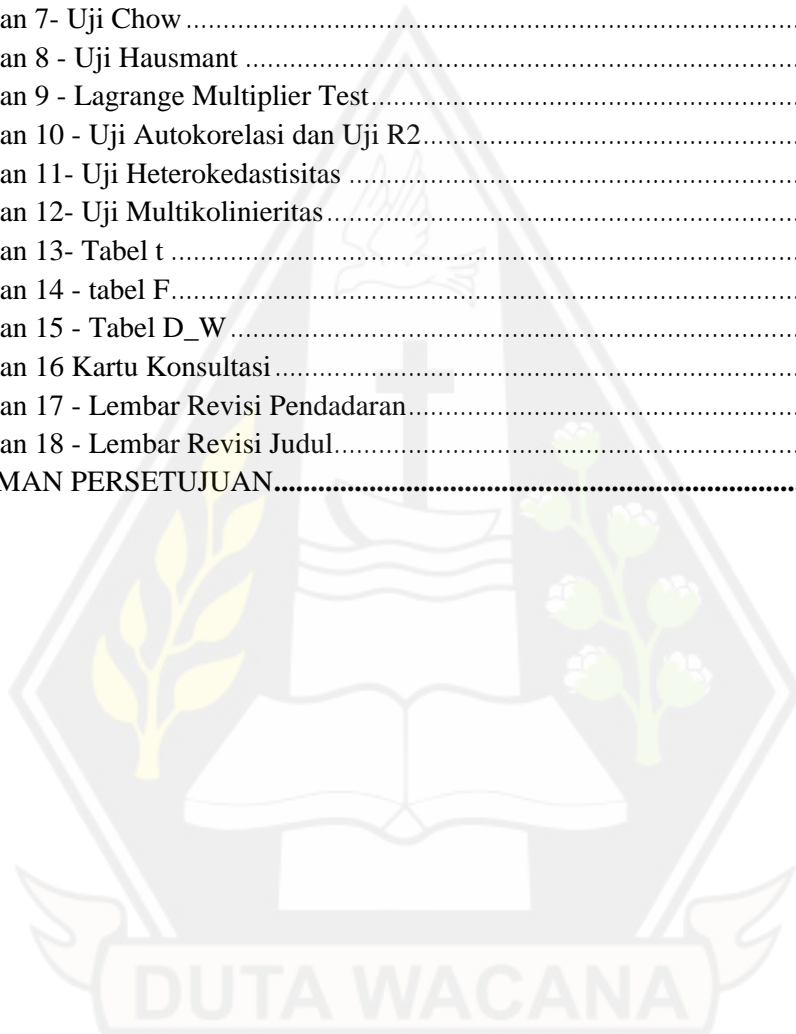 an 7- Uji Chow ........................................................................
an 8 - Uji Hausmant ................................................................
an 9 - Lagrange Multiplier Test................................................
an 10 - Uji Autokorelasi dan Uji R2..........................................
an 11- Uji Heterokedastisitas ...................................................
an 12- Uji Multikolinieritas......................................................
an 13- Tabel t .......................................................................
an 14 - tabel F..........................................................................
an 15 - Tabel D_W ..................................................................
an 16 Kartu Konsultasi .............................................................
an 17 - Lembar Revisi Pendadaran............................................
an 18 - Lembar Revisi Judul.....................................................
MAN PERSETUJUAN.............................................................
DUTA WACANA